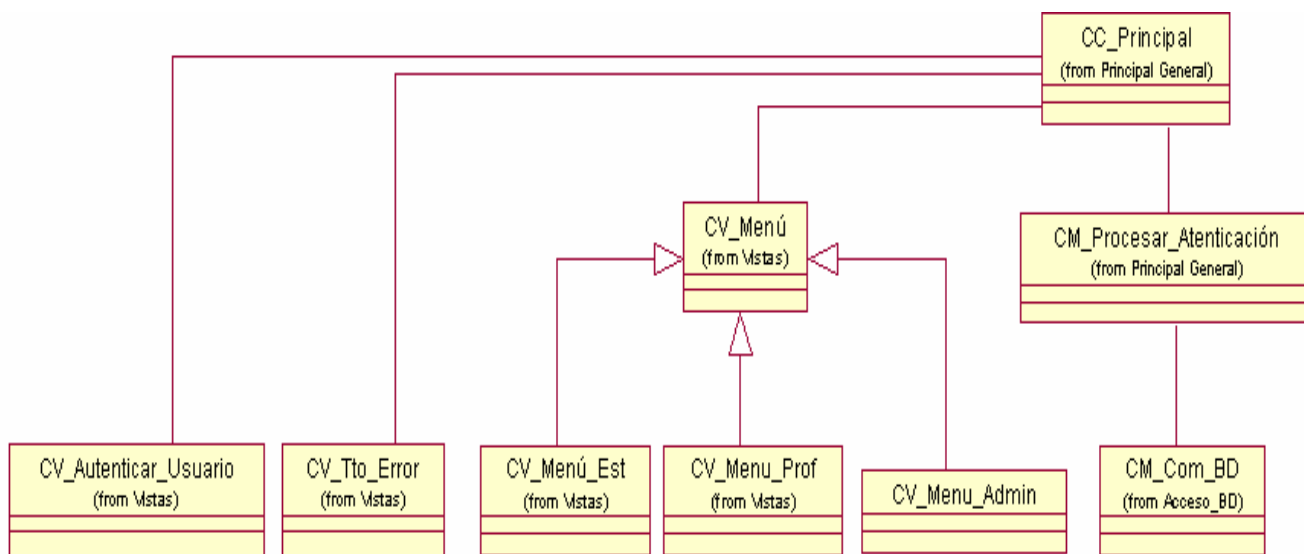 CC_Principal
(from Principal General)
CV_Menú
(from Vistas)
CM_Procesar_Atenticación
(from Principal General)
CV_Autenticar_Usuario
(from Vistas)
CV_Tto_Error
(from Vistas)
CV_Menú_Est
(from Vistas)
CV_Menu_Prof
(from Vistas)
CV_Menu_Admin
CM_Com_BD
(from Acceso_BD)